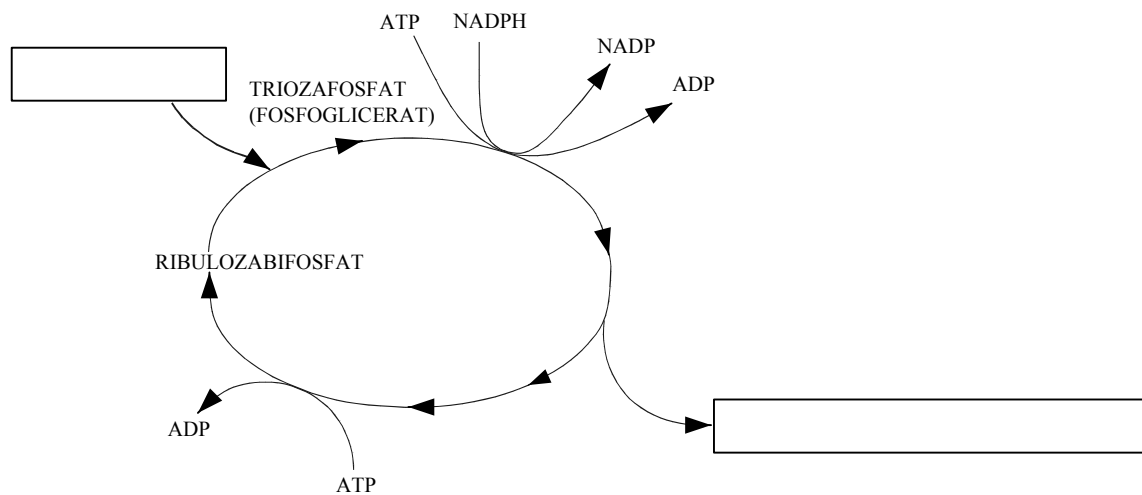 ATP
NADPH
NADP
ADP
TRIOZAFOSFAT
(FOSFOGLICERAT)
RIBULOZABIFOSFAT
ADP
ATP